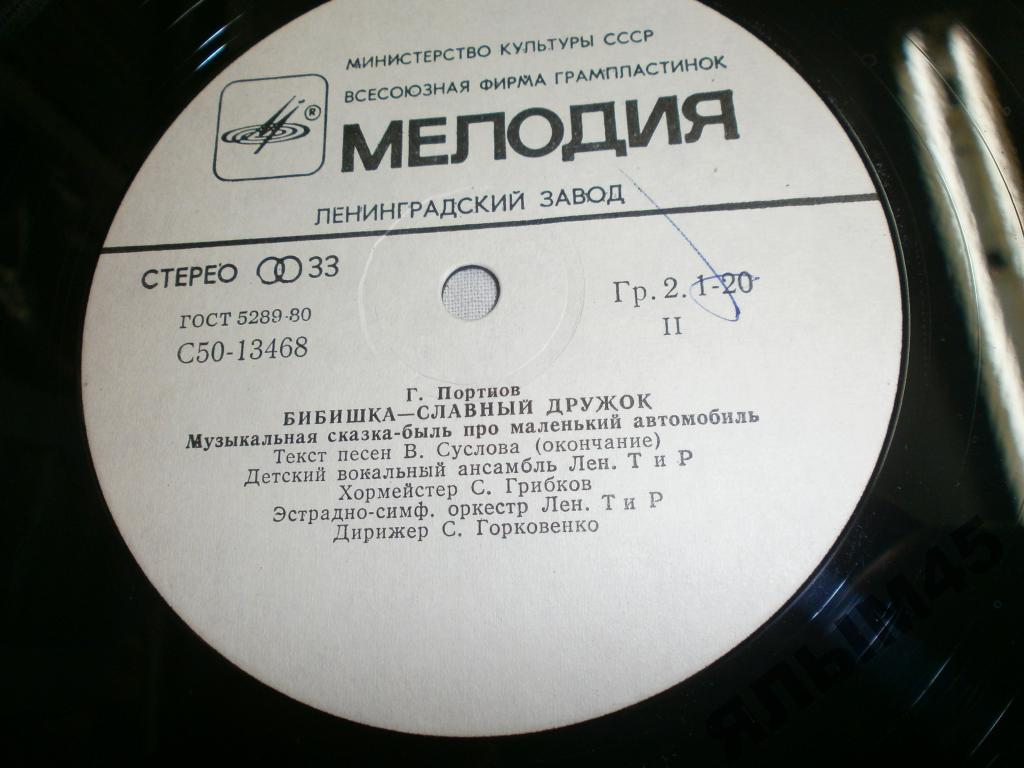 МИНИСТЕРСТВО КУЛЬТУРЫ СССР
ВСЕСОЮЗНАЯ ФИРМА ГРАМПЛАСТИНОК
®
МЕЛОДИЯ
ЛЕНИНГРАДСКИЙ ЗАВОД
СТЕРЕО 33
Гр. 2. 1-20
ГОСТ 5289-80
II
С50-13468
Г. Портнов
БИБИШКА—СЛАВНЫЙ ДРУЖОК
Музыкальная сказка-быль про маленький автомобиль
Текст песен В. Суслова (окончание)
Детский вокальный ансамбль Лен. Т и Р
Хормейстер С. Грибков
Эстрадно-симф. оркестр Лен. Т и Р
Дирижер С. Горковенко
ЯЛЫМ45